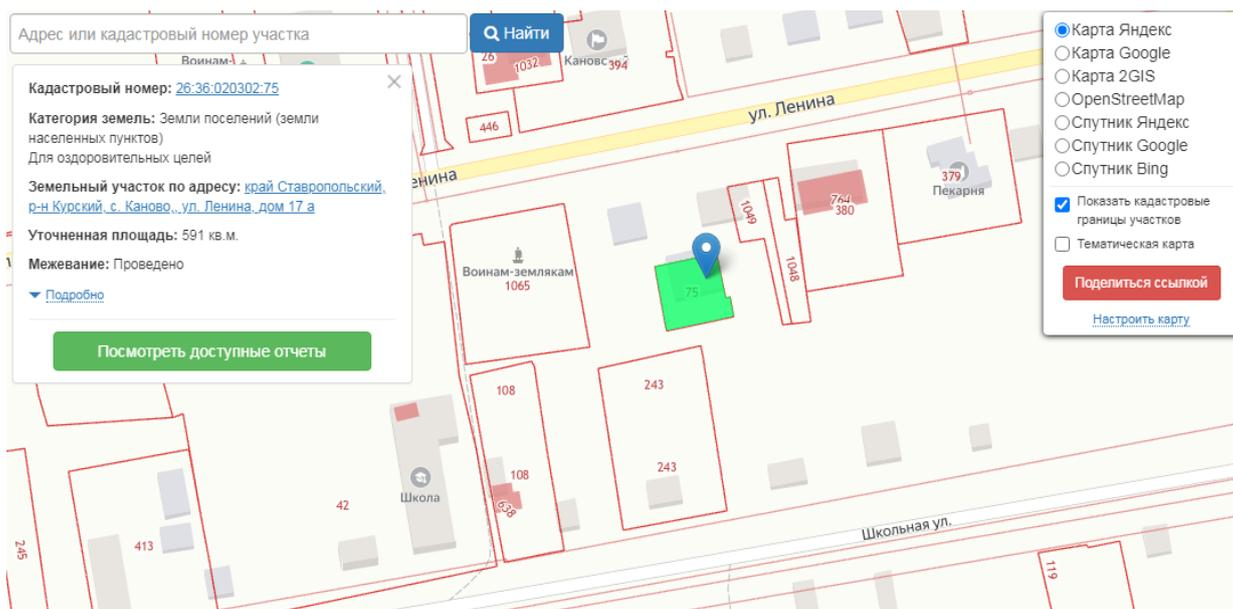 Адрес или кадастровый номер участка
Найти
Кадастровый номер: 26:36:020302:75
Категория земель: Земли поселений (земли
населенных пунктов)
Для оздоровительных целей
Земельный участок по адресу: край Ставропольский,
р-н Курский, с. Каново,, ул. Ленина, дом 17 а
Уточненная площадь: 591 кв.м.
Межевание: Проведено
Подробно
Посмотреть доступные отчеты
Карта Яндекс
Карта Google
Карта 2GIS
OpenStreetMap
Спутник Яндекс
Спутник Google
Спутник Bing
Показать кадастровые
границы участков
Тематическая карта
Поделиться ссылкой
Настроить карту
Воинам-
26
1032
394
446
ул. Ленина
379
Пекарня
764
380
1049
1048
Воинам-землякам
1065
75
108
243
108
243
638
Школа
42
413
245
Школьная ул.
119